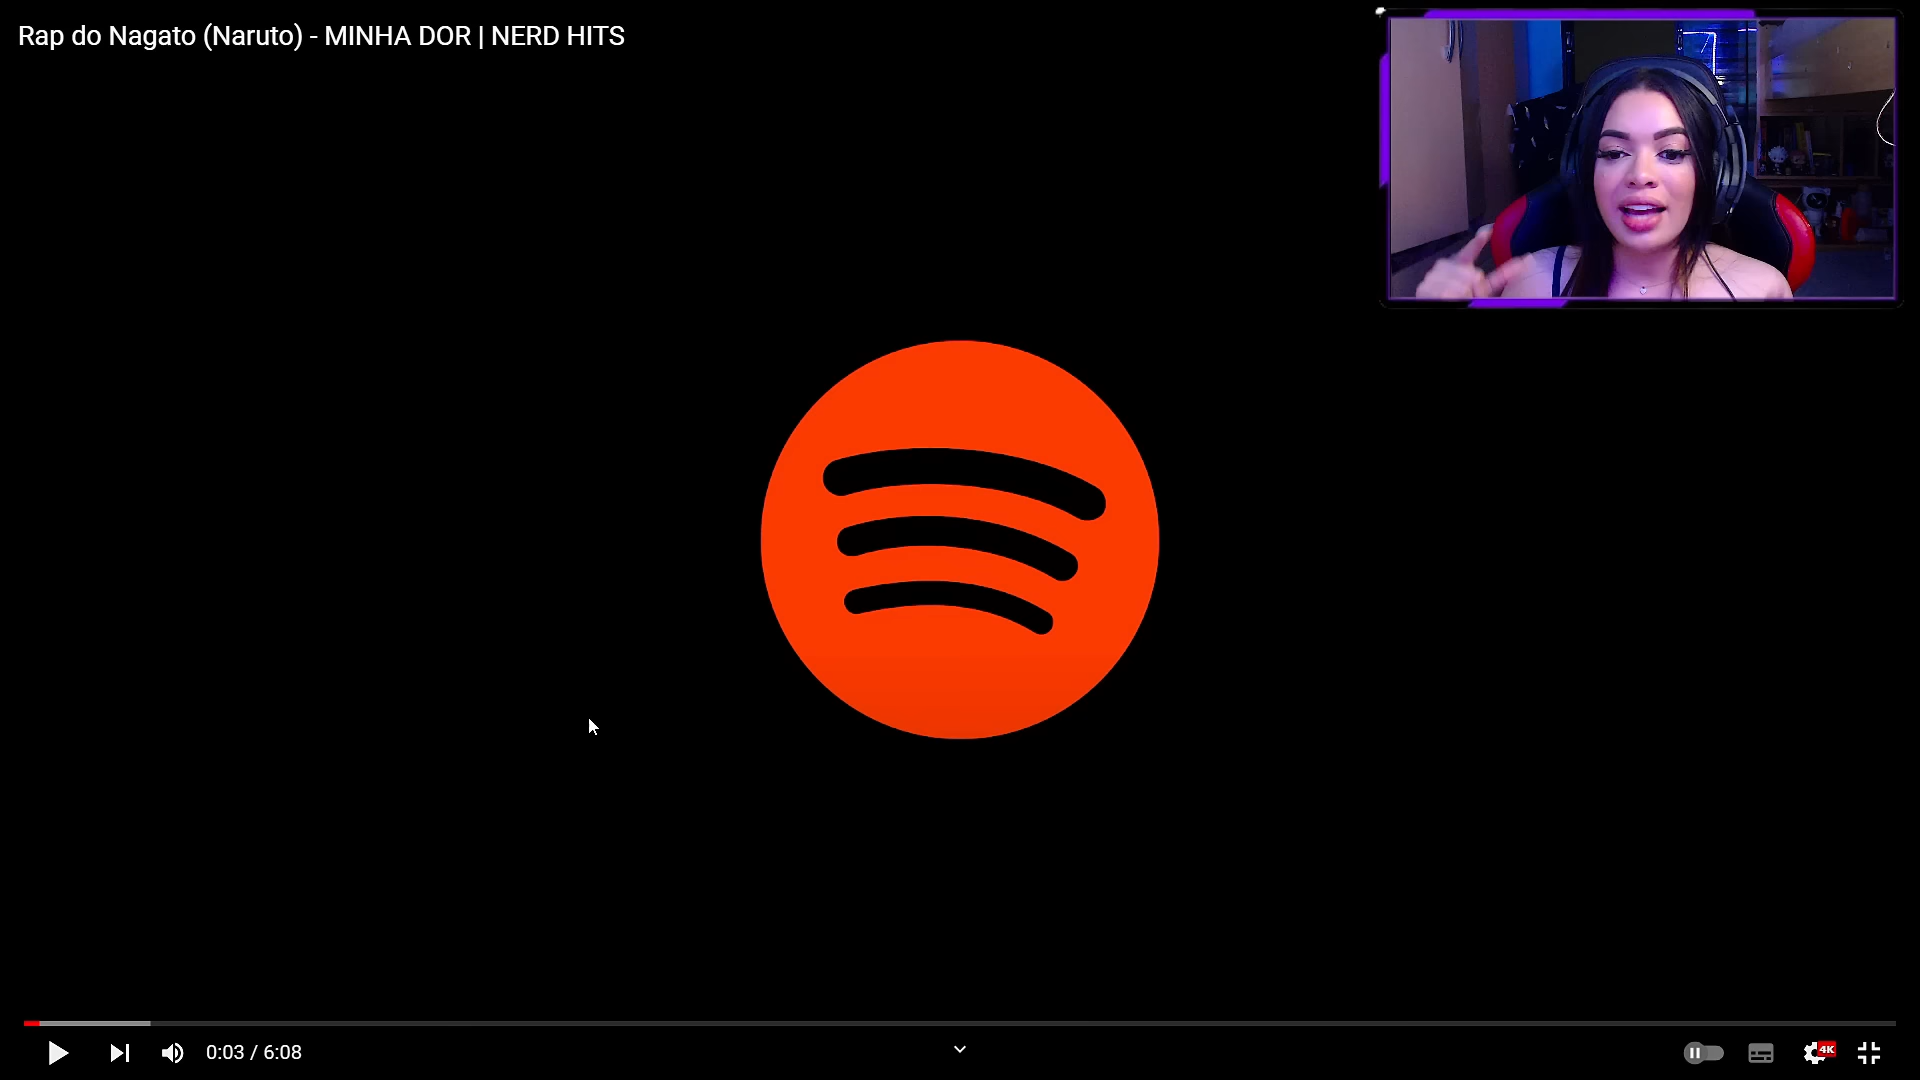 Rap do Nagato (Naruto) - MINHA DOR | NERD HITS
0:03 / 6:08
4K